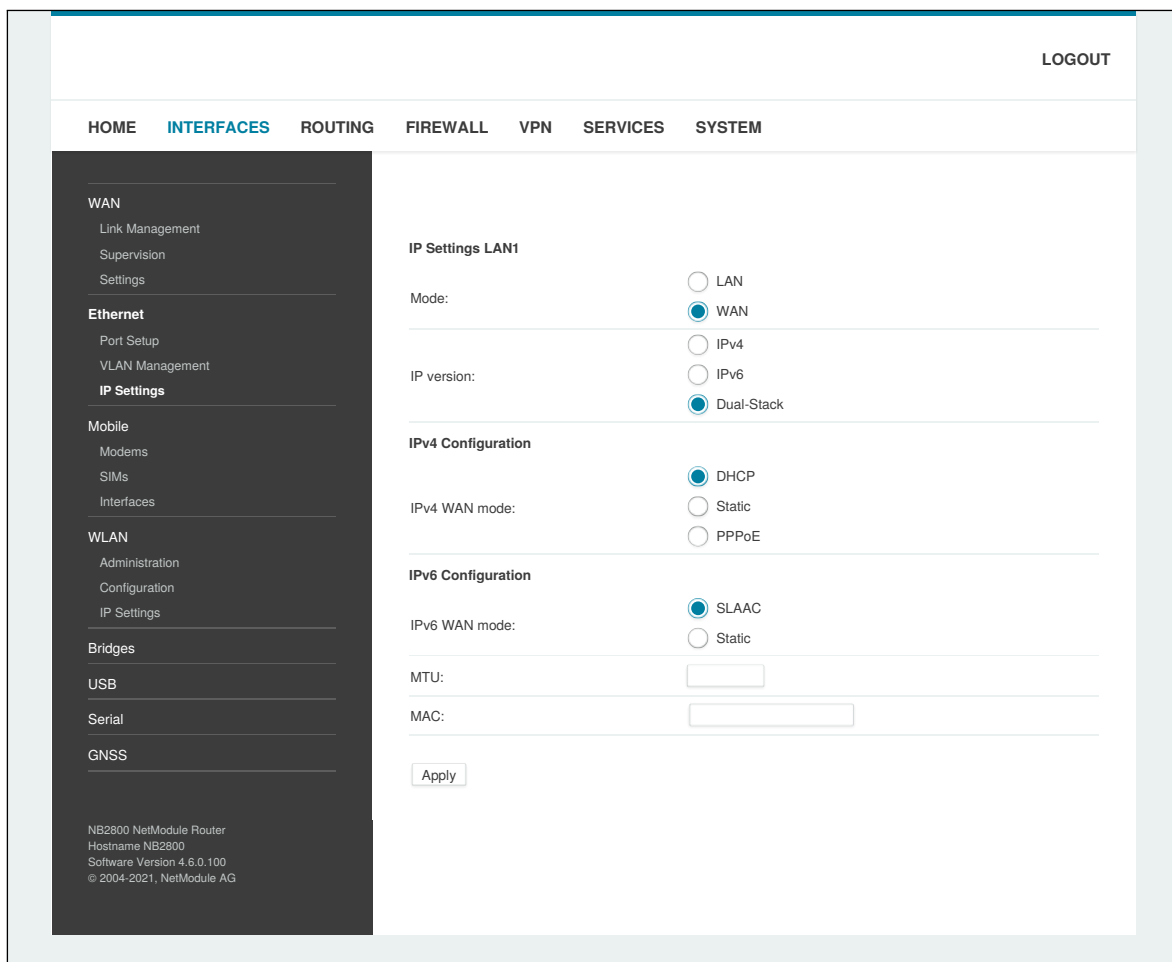 LOGOUT
HOME INTERFACES ROUTING FIREWALL VPN SERVICES SYSTEM
WAN
Link Management
Supervision
Settings
Ethernet
Port Setup
VLAN Management
IP Settings
Mobile
Modems
SIMs
Interfaces
WLAN
Administration
Configuration
IP Settings
Bridges
USB
Serial
GNSS
NB2800 NetModule Router
Hostname NB2800
Software Version 4.6.0.100
© 2004-2021, NetModule AG
IP Settings LAN1
Mode:
LAN
WAN
IP version:
IPv4
IPv6
Dual-Stack
IPv4 Configuration
IPv4 WAN mode:
DHCP
Static
PPPoE
IPv6 Configuration
IPv6 WAN mode:
SLAAC
Static
MTU:
MAC:
Apply